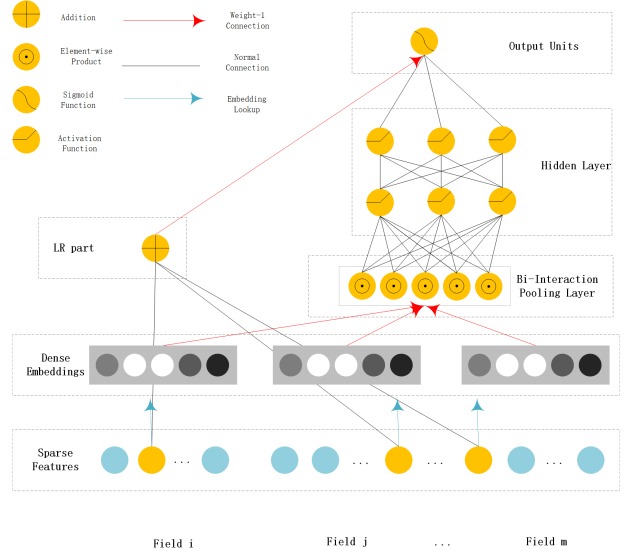 Addition
Weight-1
Connection
Element-wise
Product
Normal
Connection
Sigmoid
Function
Embedding
Lookup
Activation
Function
Output Units
Hidden Layer
LR part
Bi-Interaction
Pooling Layer
Dense
Embeddings
Sparse
Features
...
...
...
...
Field i
Field j
...
Field m